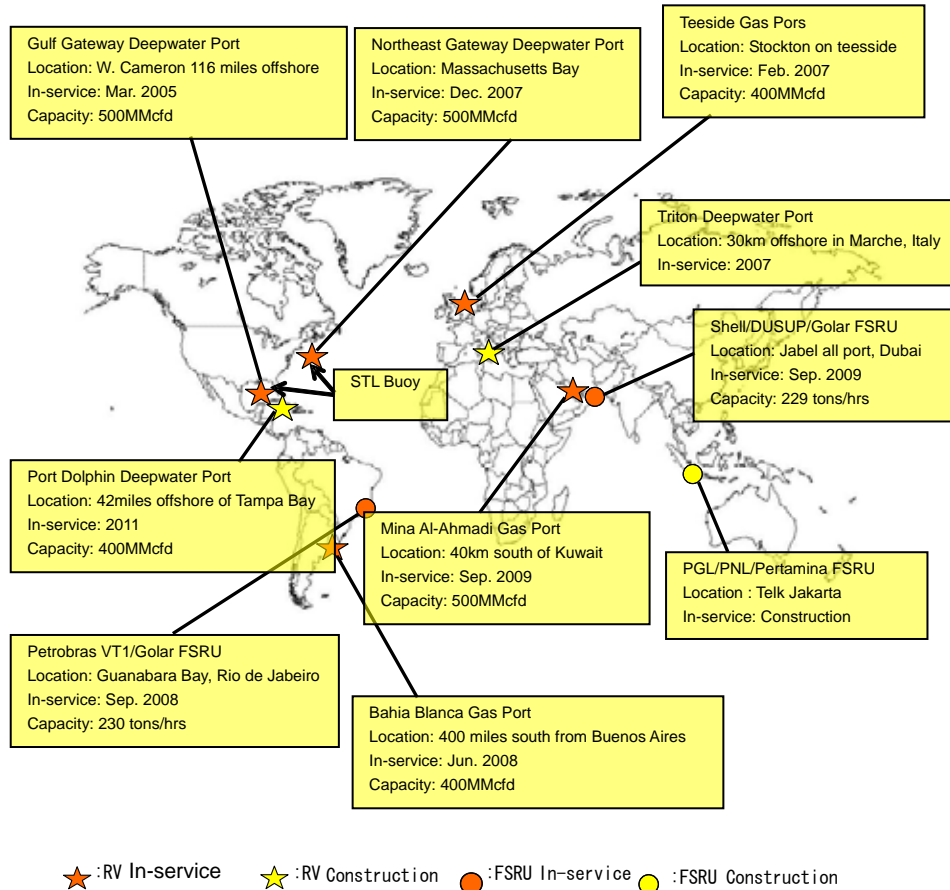 Gulf Gateway Deepwater Port
Location: W. Cameron 116 miles offshore
In-service: Mar. 2005
Capacity: 500MMcfd
Northeast Gateway Deepwater Port
Location: Massachusetts Bay
In-service: Dec. 2007
Capacity: 500MMcfd
Teeside Gas Pors
Location: Stockton on teesside
In-service: Feb. 2007
Capacity: 400MMcfd
Triton Deepwater Port
Location: 30km offshore in Marche, Italy
In-service: 2007
Shell/DUSUP/Golar FSRU
Location: Jabel all port, Dubai
In-service: Sep. 2009
Capacity: 229 tons/hrs
STL Buoy
Port Dolphin Deepwater Port
Location: 42miles offshore of Tampa Bay
In-service: 2011
Capacity: 400MMcfd
Mina Al-Ahmadi Gas Port
Location: 40km south of Kuwait
In-service: Sep. 2009
Capacity: 500MMcfd
PGL/PNL/Pertamina FSRU
Location : Telk Jakarta
In-service: Construction
Petrobras VT1/Golar FSRU
Location: Guanabara Bay, Rio de Jabeiro
In-service: Sep. 2008
Capacity: 230 tons/hrs
Bahia Blanca Gas Port
Location: 400 miles south from Buenos Aires
In-service: Jun. 2008
Capacity: 400MMcfd
:RV In-service :RV Construction :FSRU In-service :FSRU Construction